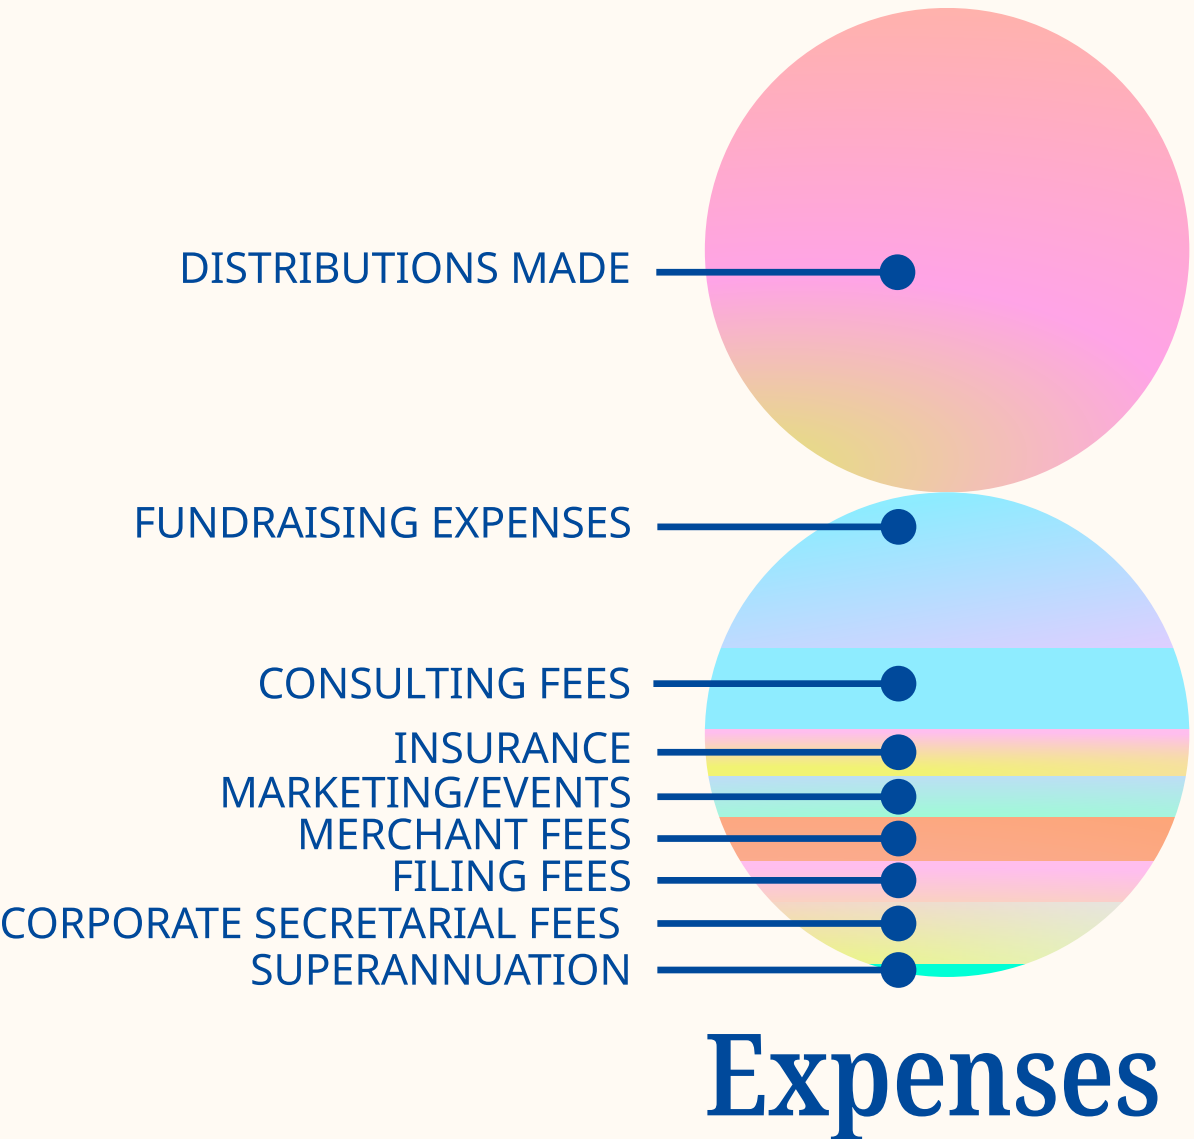 DISTRIBUTIONS MADE
FUNDRAISING EXPENSES
CONSULTING FEES
INSURANCE
MARKETING/EVENTS
MERCHANT FEES
FILING FEES
CORPORATE SECRETARIAL FEES
SUPERANNUATION
Expenses